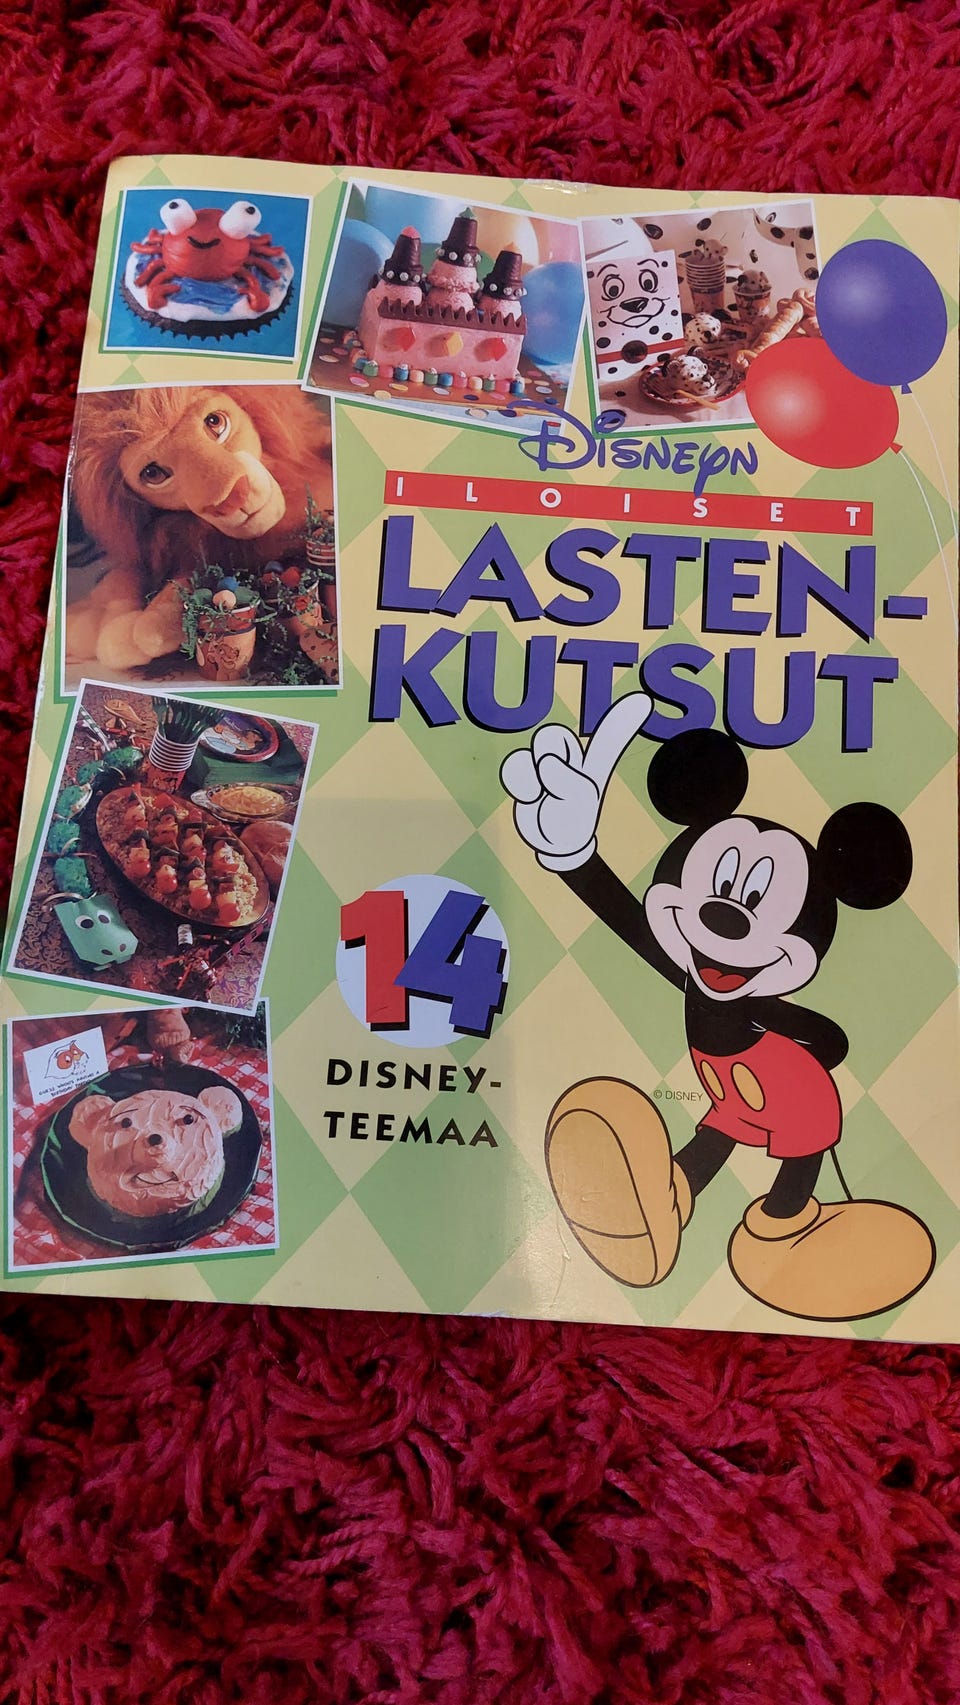 DISNEYN
ILOISET
LASTEN-
KUTSUT
14
DISNEY-
TEEMAA
© DISNEY